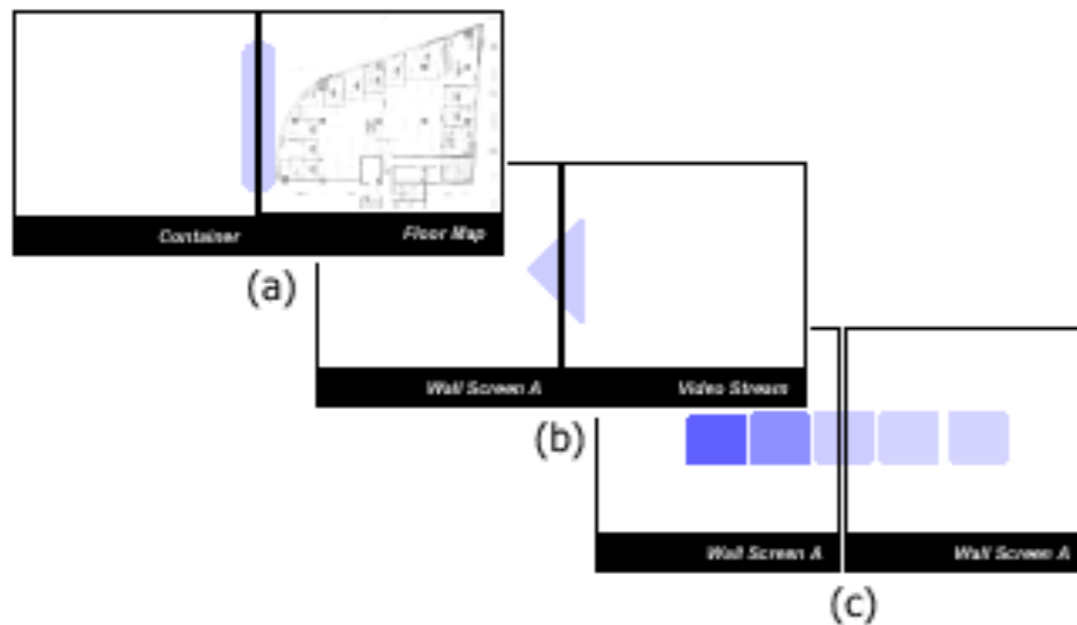 Container
Floor Map
(a)
Wall Screen A
Video Stream
(b)
Wall Screen A
Wall Screen A
(c)